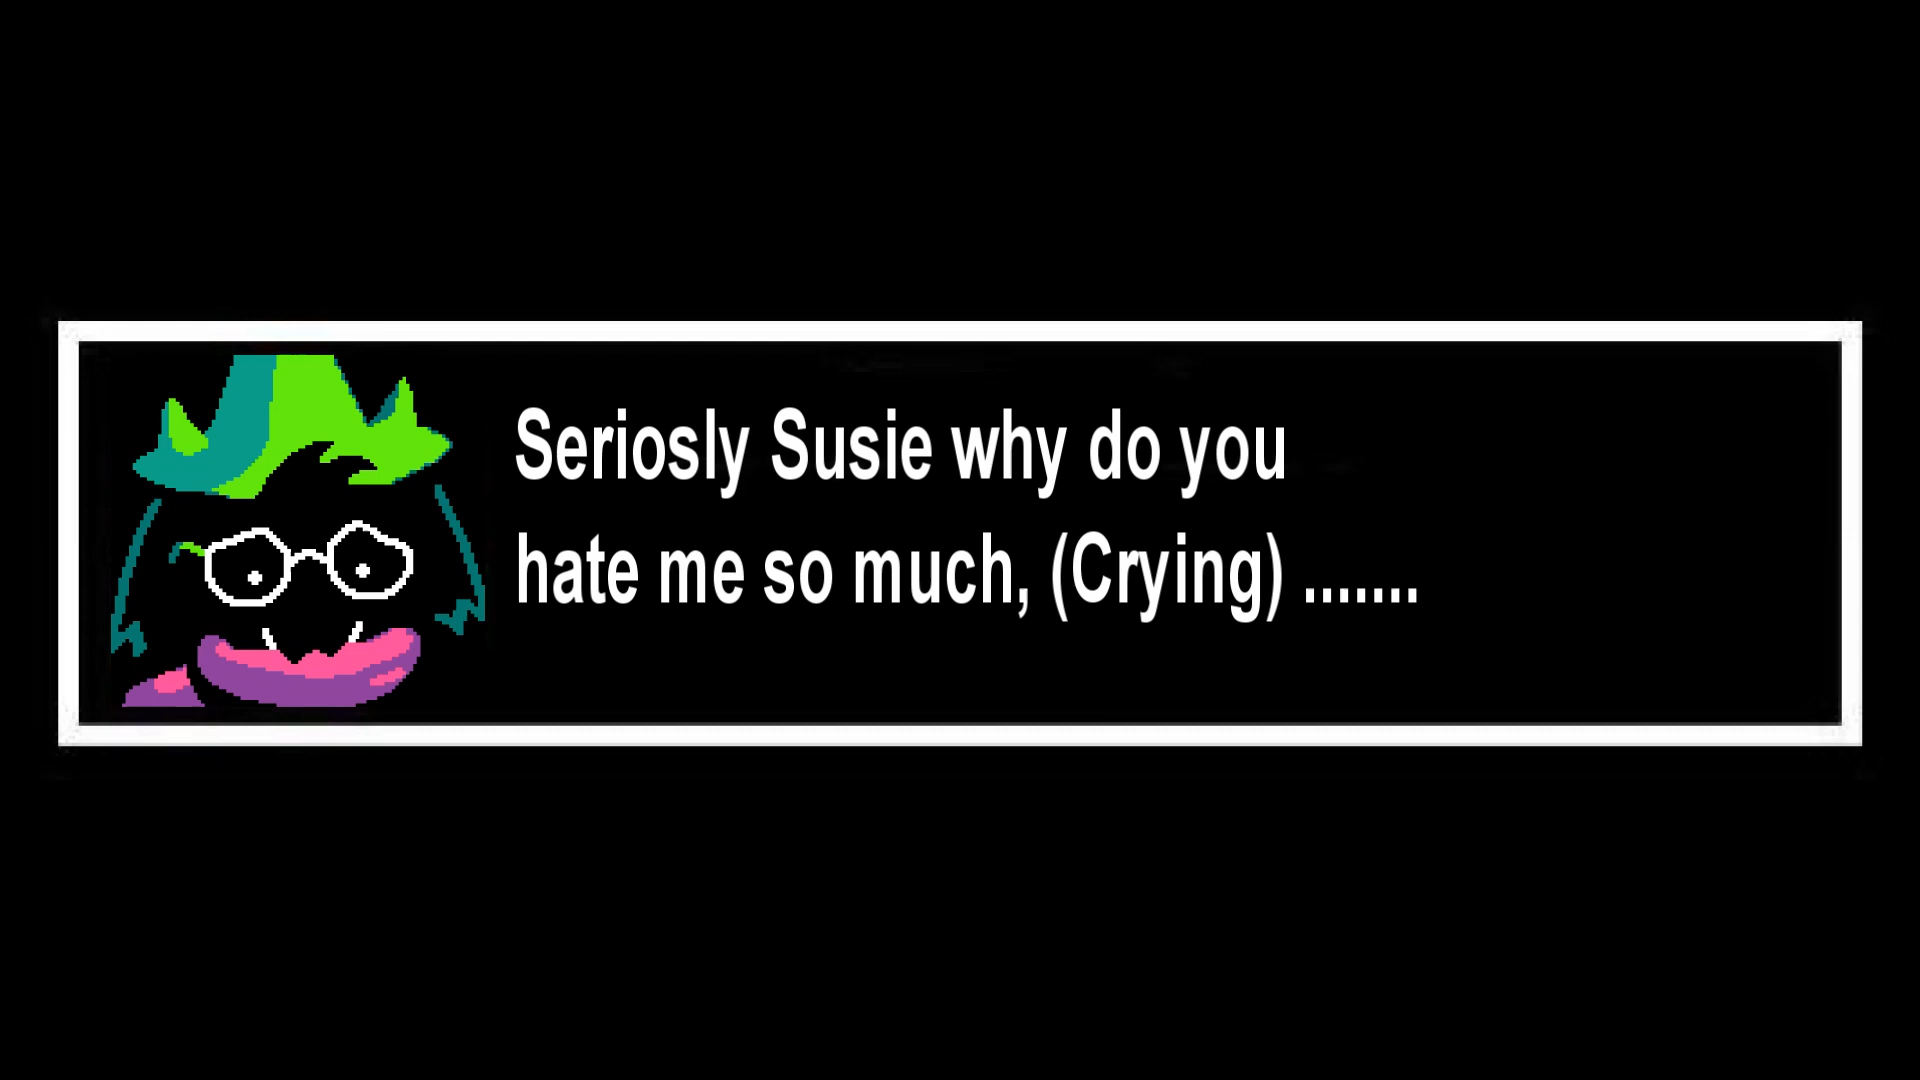 Seriosly Susie why do you
hate me so much, (Crying) .......